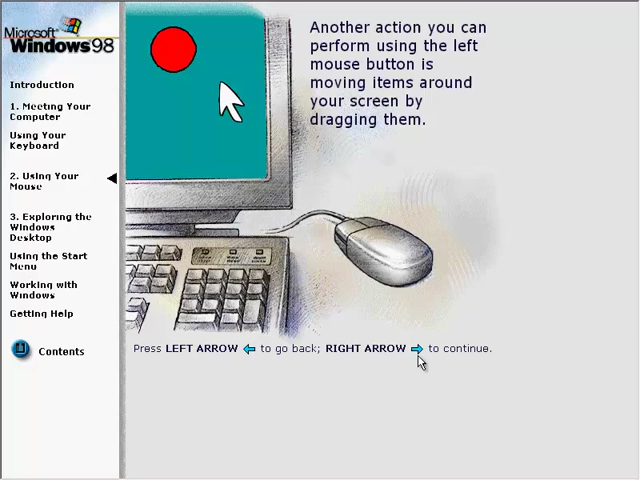 Microsoft
Windows 98
Introduction
1. Meeting Your
Computer
Using Your
Keyboard
2. Using Your
Mouse
3. Exploring the
Windows
Desktop
Using the Start
Menu
Working with
Windows
Getting Help
Contents
Another action you can
perform using the left
mouse button is
moving items around
your screen by
dragging them.
Press LEFT ARROW to go back; RIGHT ARROW to continue.